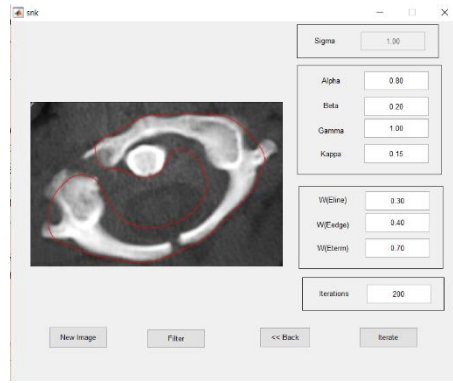 snk
Sigma 1.00
Alpha 0.80
Beta 0.20
Gamma 1.00
Kappa 0.15
W(Eline) 0.30
W(Eedge) 0.40
W(Eterm) 0.70
Iterations 200
New Image Filter << Back Iterate